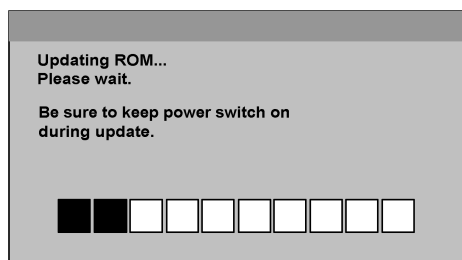 Updating ROM...
Please wait.
Be sure to keep power switch on
during update.